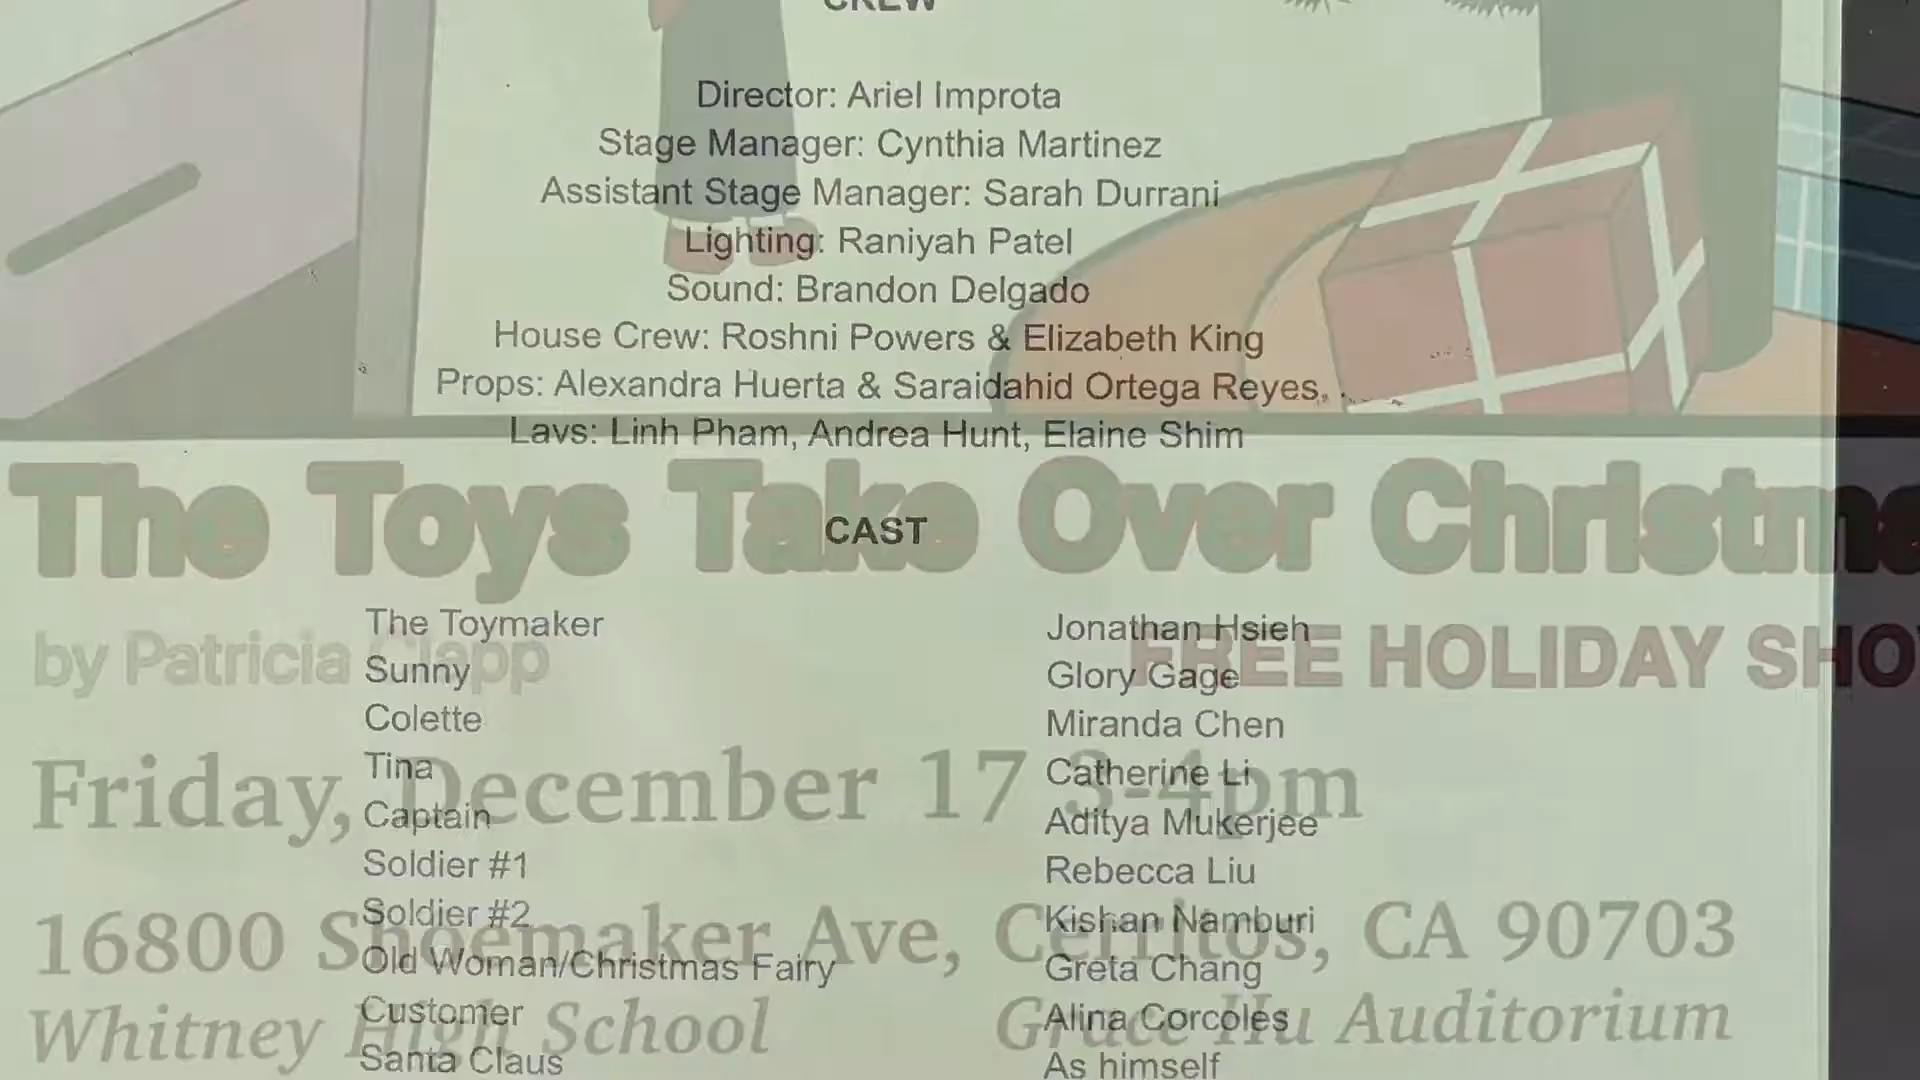 CREW
Director: Ariel Improta
Stage Manager: Cynthia Martinez
Assistant Stage Manager: Sarah Durrani
Lighting: Raniyah Patel
Sound: Brandon Delgado
House Crew: Roshni Powers & Elizabeth King
Props: Alexandra Huerta & Saraidahid Ortega Reyes,
Lavs: Linh Pham, Andrea Hunt, Elaine Shim
The Toys Take Over Christma
CAST
by Patricia Clapp
FREE HOLIDAY SHO
The Toymaker Jonathan Hsieh
Sunny Glory Gage
Colette Miranda Chen
Friday, December 17 3-4pm
Tina Catherine Li
Captain Aditya Mukerjee
Soldier #1 Rebecca Liu
16800 Shoemaker Ave, Cerritos, CA 90703
Soldier #2 Kishan Namburi
Old Woman/Christmas Fairy Greta Chang
Whitney High School Grace Hu Auditorium
Customer Alina Corcoles
Santa Claus As himself